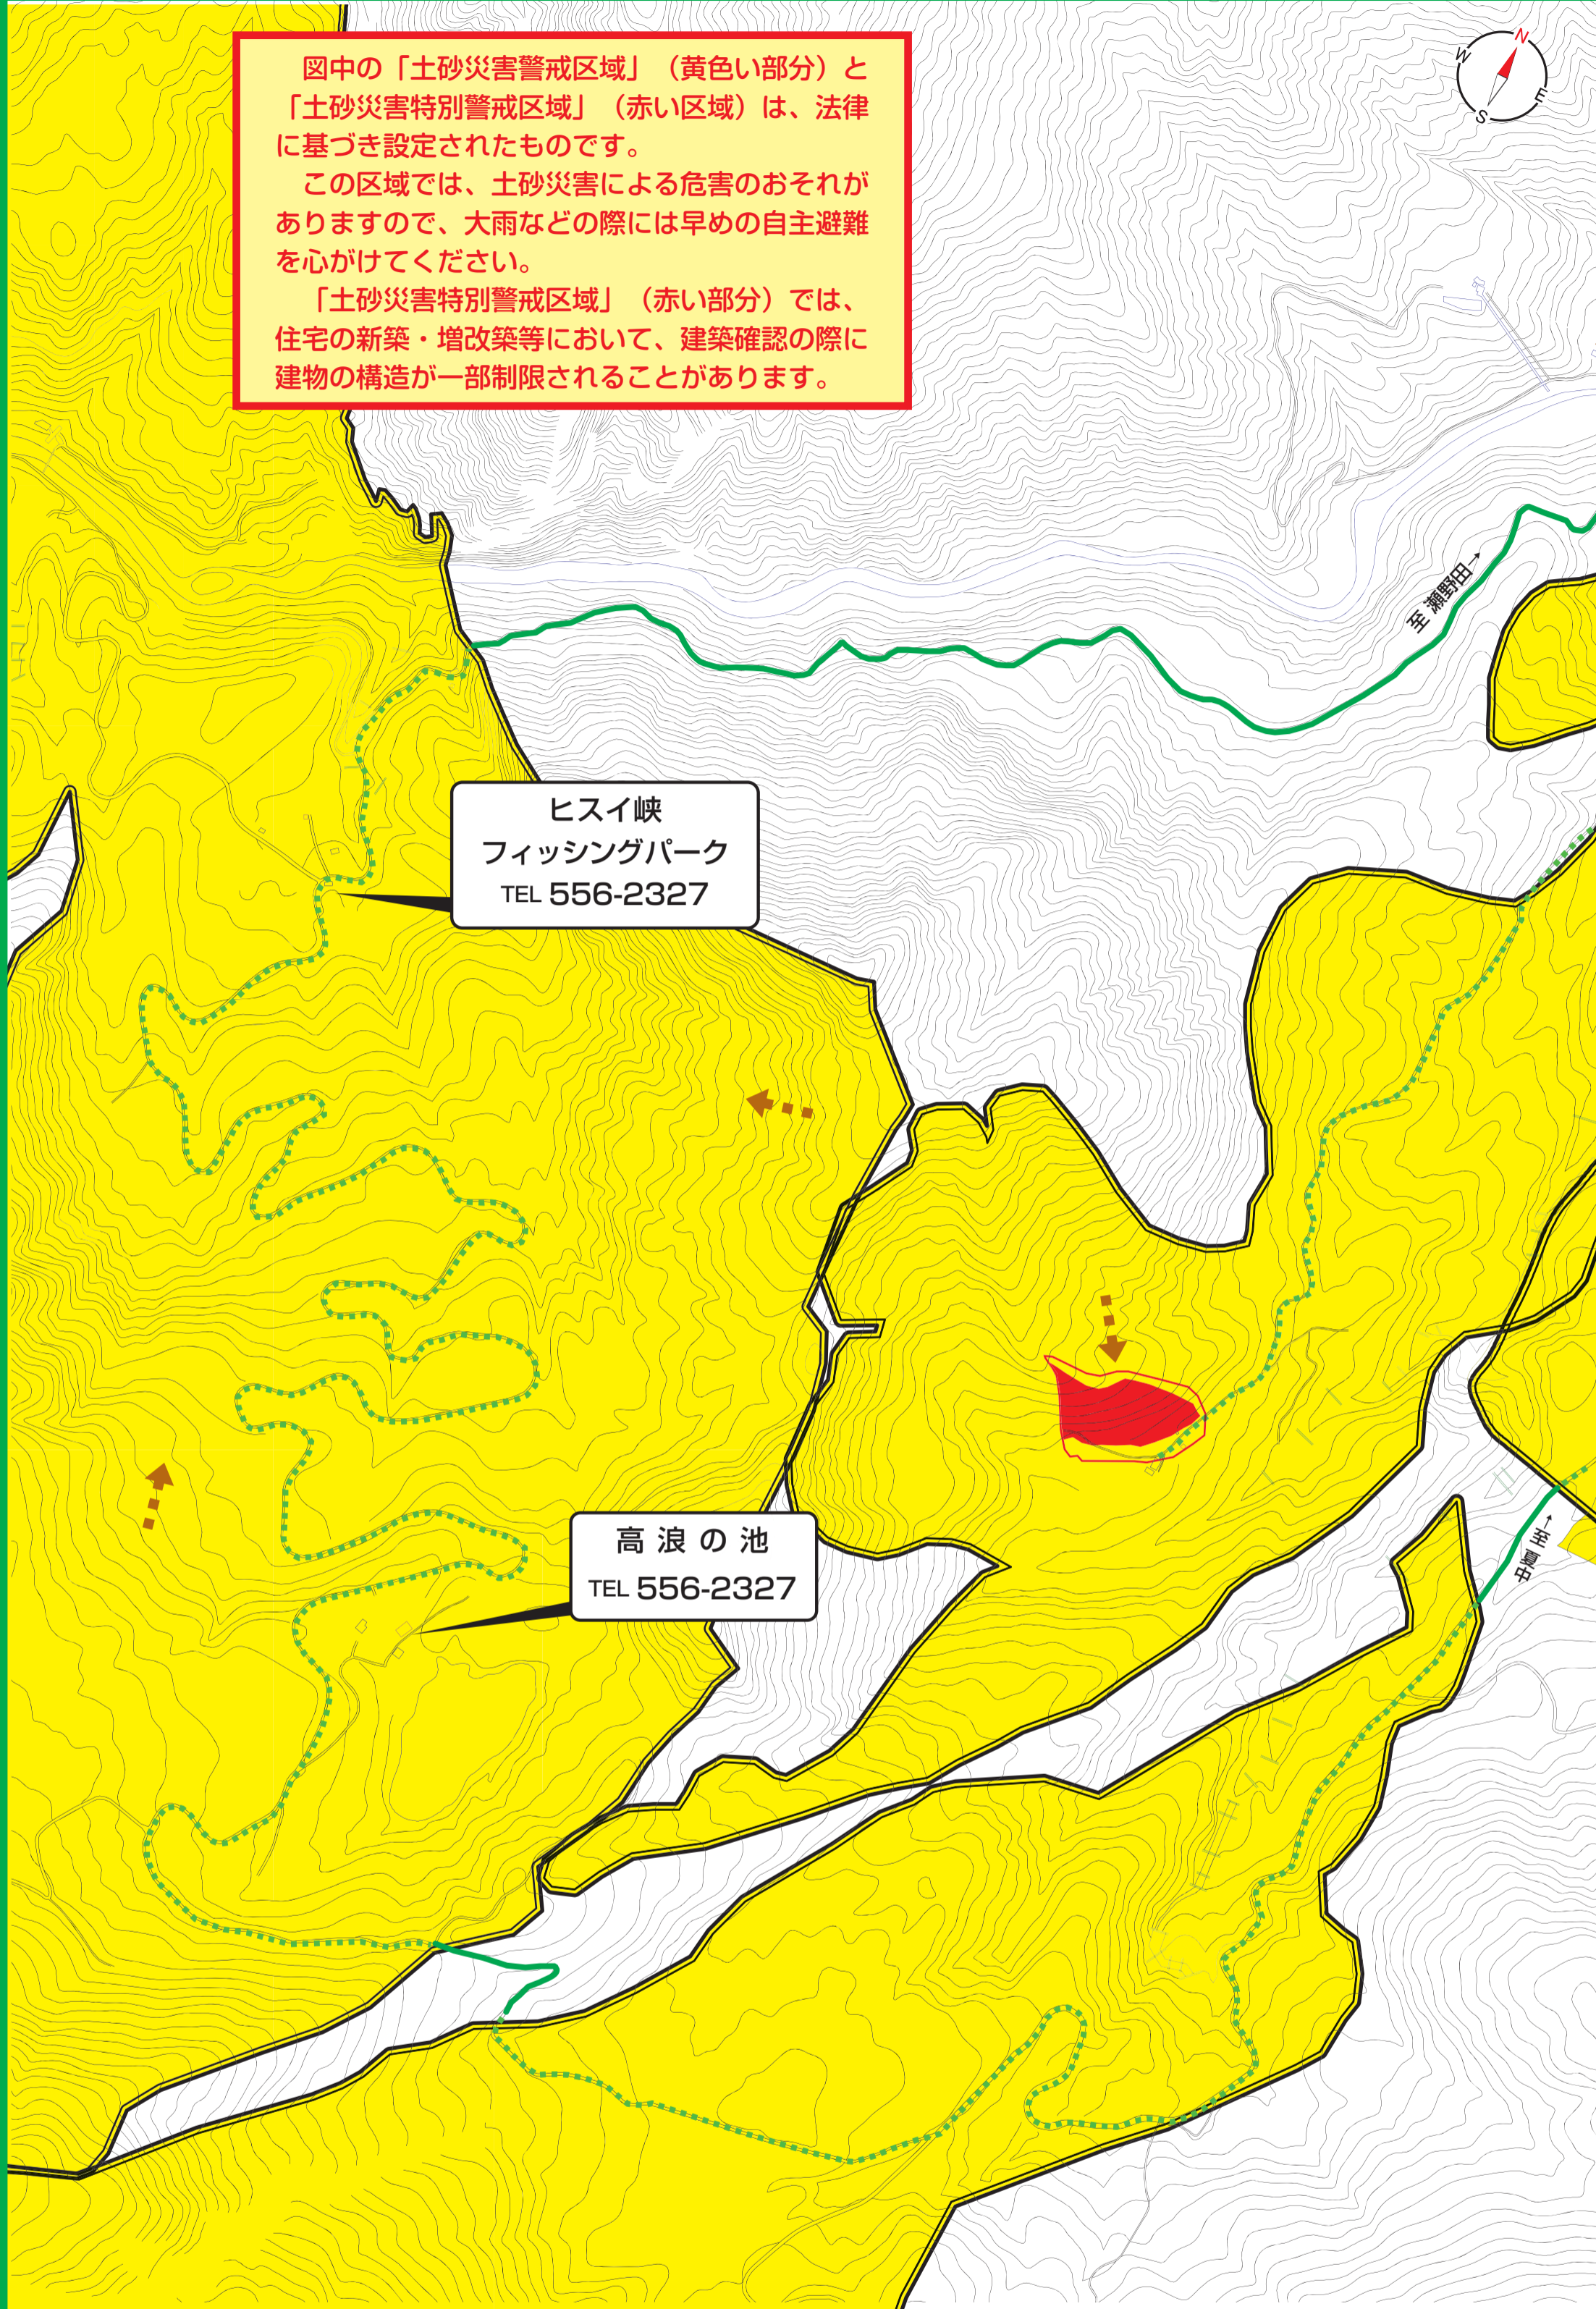 図中の「土砂災害警戒区域」（黄色い部分）と
「土砂災害特別警戒区域」（赤い区域）は、法律
に基づき設定されたものです。
この区域では、土砂災害による危害のおそれが
ありますので、大雨などの際には早めの自主避難
を心がけてください。
「土砂災害特別警戒区域」（赤い部分）では、
住宅の新築・増改築等において、建築確認の際に
建物の構造が一部制限されることがあります。
N
W
E
S
至 瀬野田→
ヒスイ峡
フィッシングパーク
TEL 556-2327
高浪の池
TEL 556-2327
←至 夏中